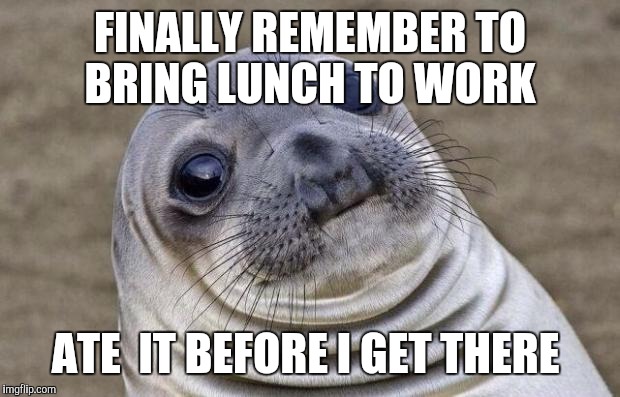 FINALLY REMEMBER TO
BRING LUNCH TO WORK
ATE IT BEFORE I GET THERE
imgflip.com